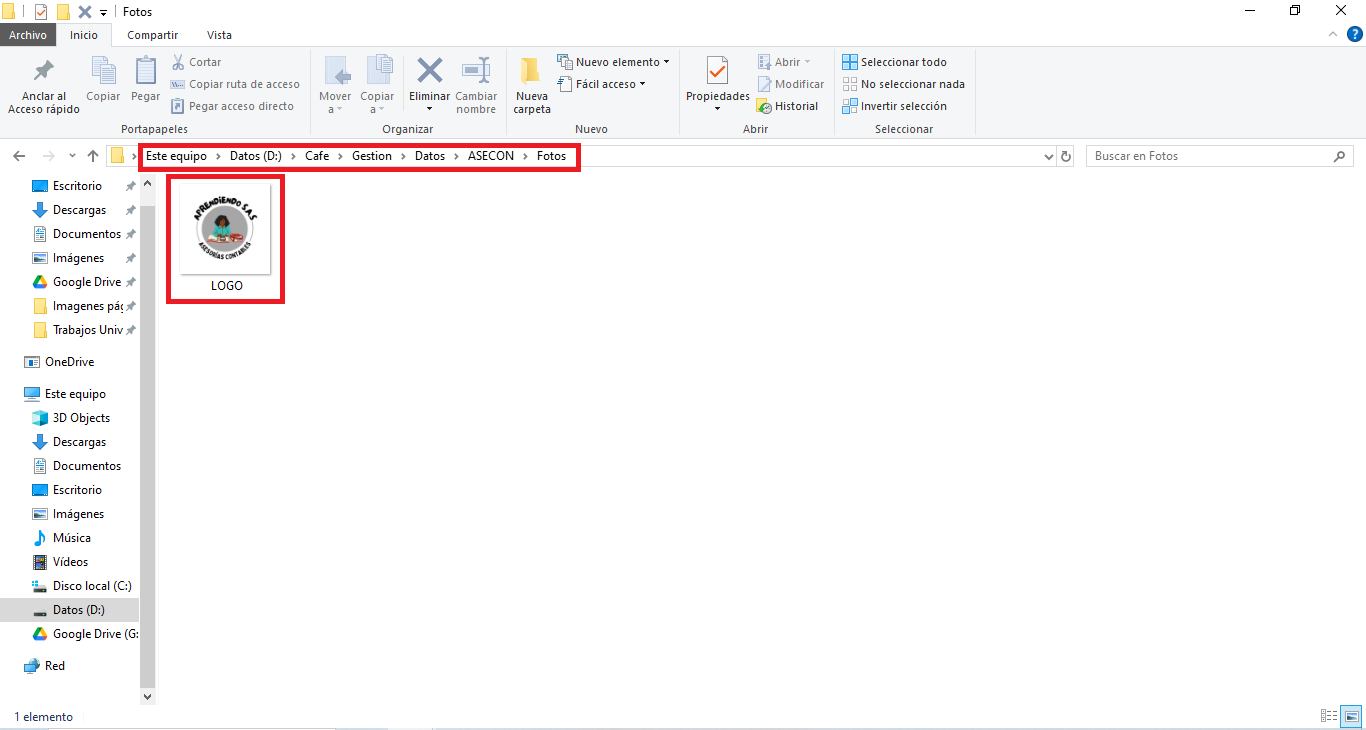 Fotos
Archivo Inicio Compartir Vista
Anclar al Acceso rápido
Copiar
Pegar
Cortar
Copiar ruta de acceso
Pegar acceso directo
Portapapeles
Mover a
Copiar a
Eliminar
Cambiar nombre
Organizar
Nueva carpeta
Nuevo elemento
Fácil acceso
Nuevo
Propiedades
Abrir
Modificar
Historial
Abrir
Seleccionar todo
No seleccionar nada
Invertir selección
Seleccionar
Este equipo > Datos (D:) > Cafe > Gestion > Datos > ASECON > Fotos
Buscar en Fotos
Escritorio
Descargas
Documentos
Imágenes
Google Drive
Imagenes pág
Trabajos Univ
OneDrive
Este equipo
3D Objects
Descargas
Documentos
Escritorio
Imágenes
Música
Vídeos
Disco local (C:)
Datos (D:)
Google Drive (G:
Red
APRENDIENDO S.A.S
ASESORÍAS CONTABLES
LOGO
1 elemento